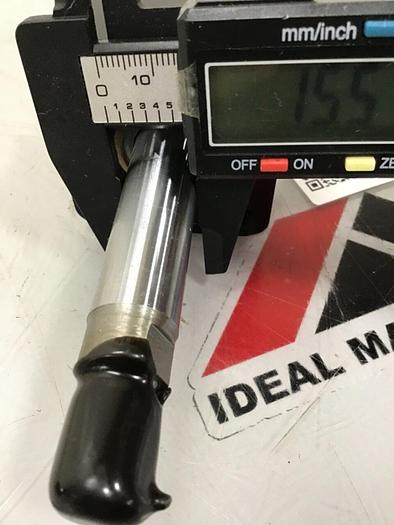 mm/inch
0 10
1 2 3 4 5
155
OFF ON ZE
IDEAL MA